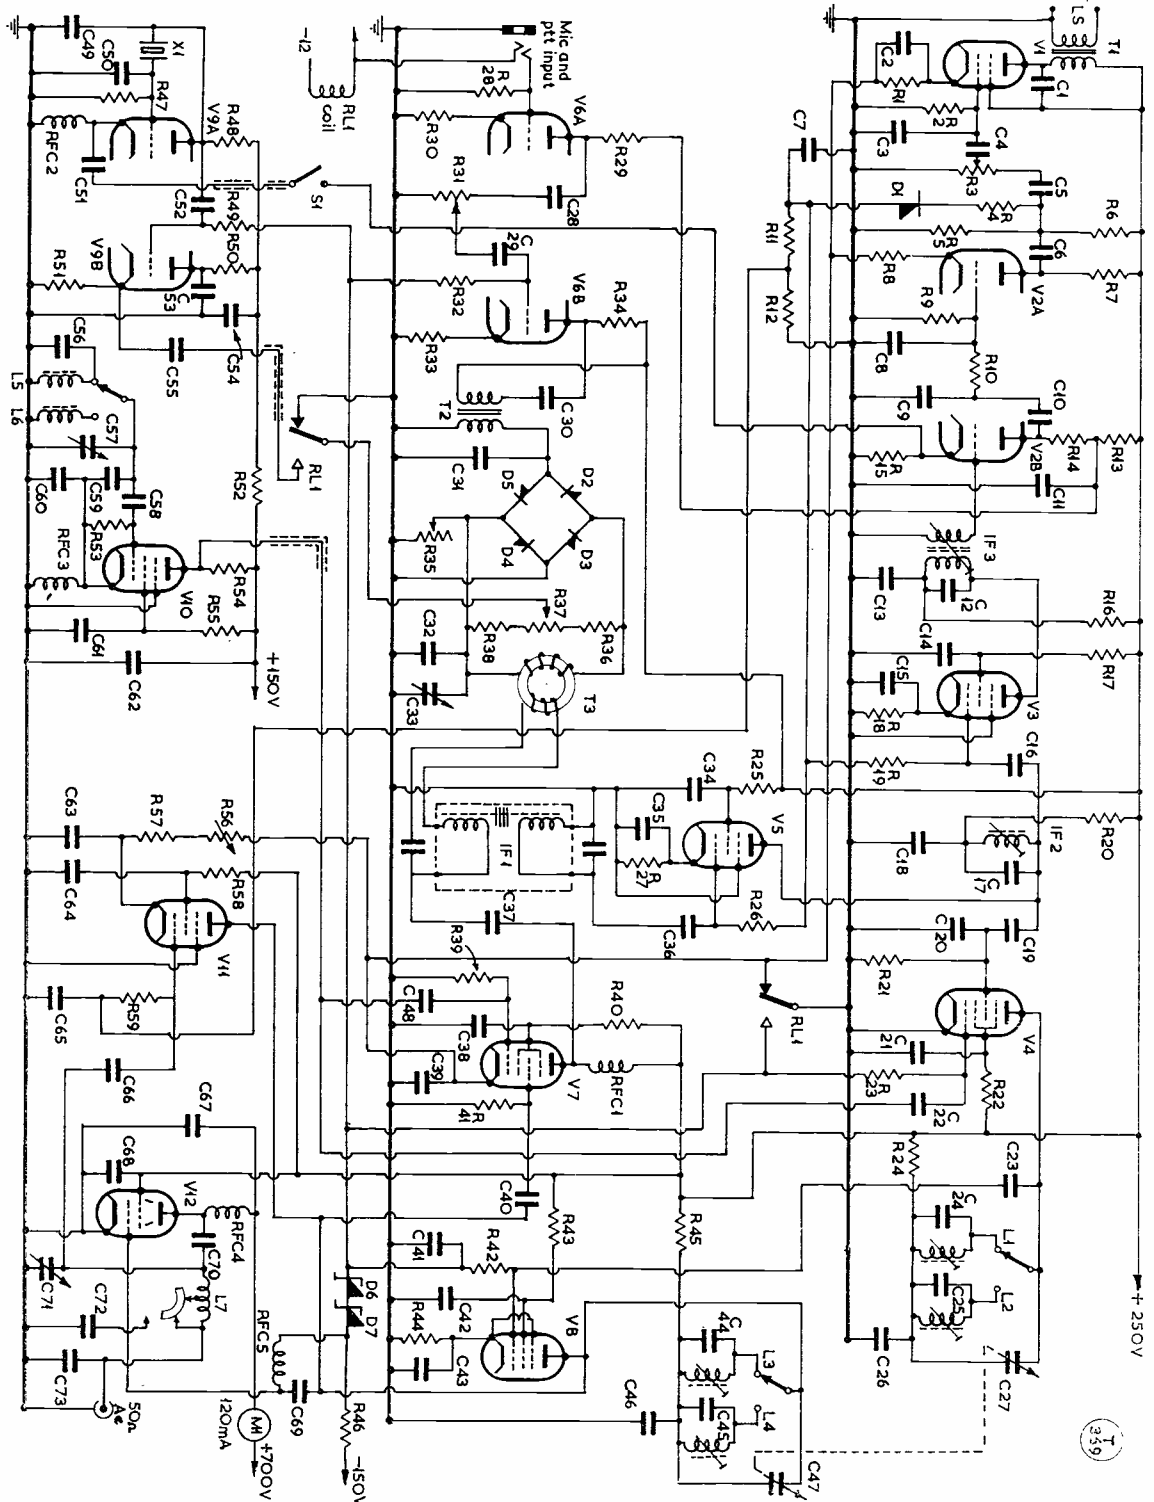 T1
LS
C1
V1
C2
R1
R2
C3
C4
R3
C5
D1
R4
R5
C6
R6
R7
V2A
R8
R9
C7
R11
R12
C8
R10
C9
C10
V2B
R14
R13
R15
C11
IF3
C12
C13
R16
R17
C14
C15
R18
V3
R19
C16
IF2
R20
C17
C18
C19
C20
R21
V4
C21
R22
R23
C22
R24
C23
C24
L1
C25
L2
C26
C27
+250V
T
359
Mic and
ptt input
RL1
coil
-12
R28
V6A
R29
R30
R31
C28
C29
R32
V6B
R34
R33
T2
C30
C31
D5
D2
D4
D3
R35
R37
R36
R38
C32
C33
T3
R25
C34
V5
C35
R27
R26
C36
IF1
C37
RL1
R39
C48
C38
R40
V7
RFC1
C39
R41
C40
R43
R45
C41
R42
C42
R44
C43
V8
C44
L3
C45
L4
C46
C47
D6
D7
R46
-150V
C49
C50
X1
R47
V9A
R48
RFC2
C51
S1
C52
R49
R50
V9B
R51
C53
C54
C55
C56
L5
L6
C57
RL1
R52
C58
C59
C60
R53
RFC3
V10
R54
R55
C61
C62
+150V
C63
R57
R56
C64
R58
V11
R59
C65
C66
C67
C68
V12
RFC4
C70
C71
L7
C72
C73
RFC5
C69
50Ω
Ae
M1
120mA
+700V